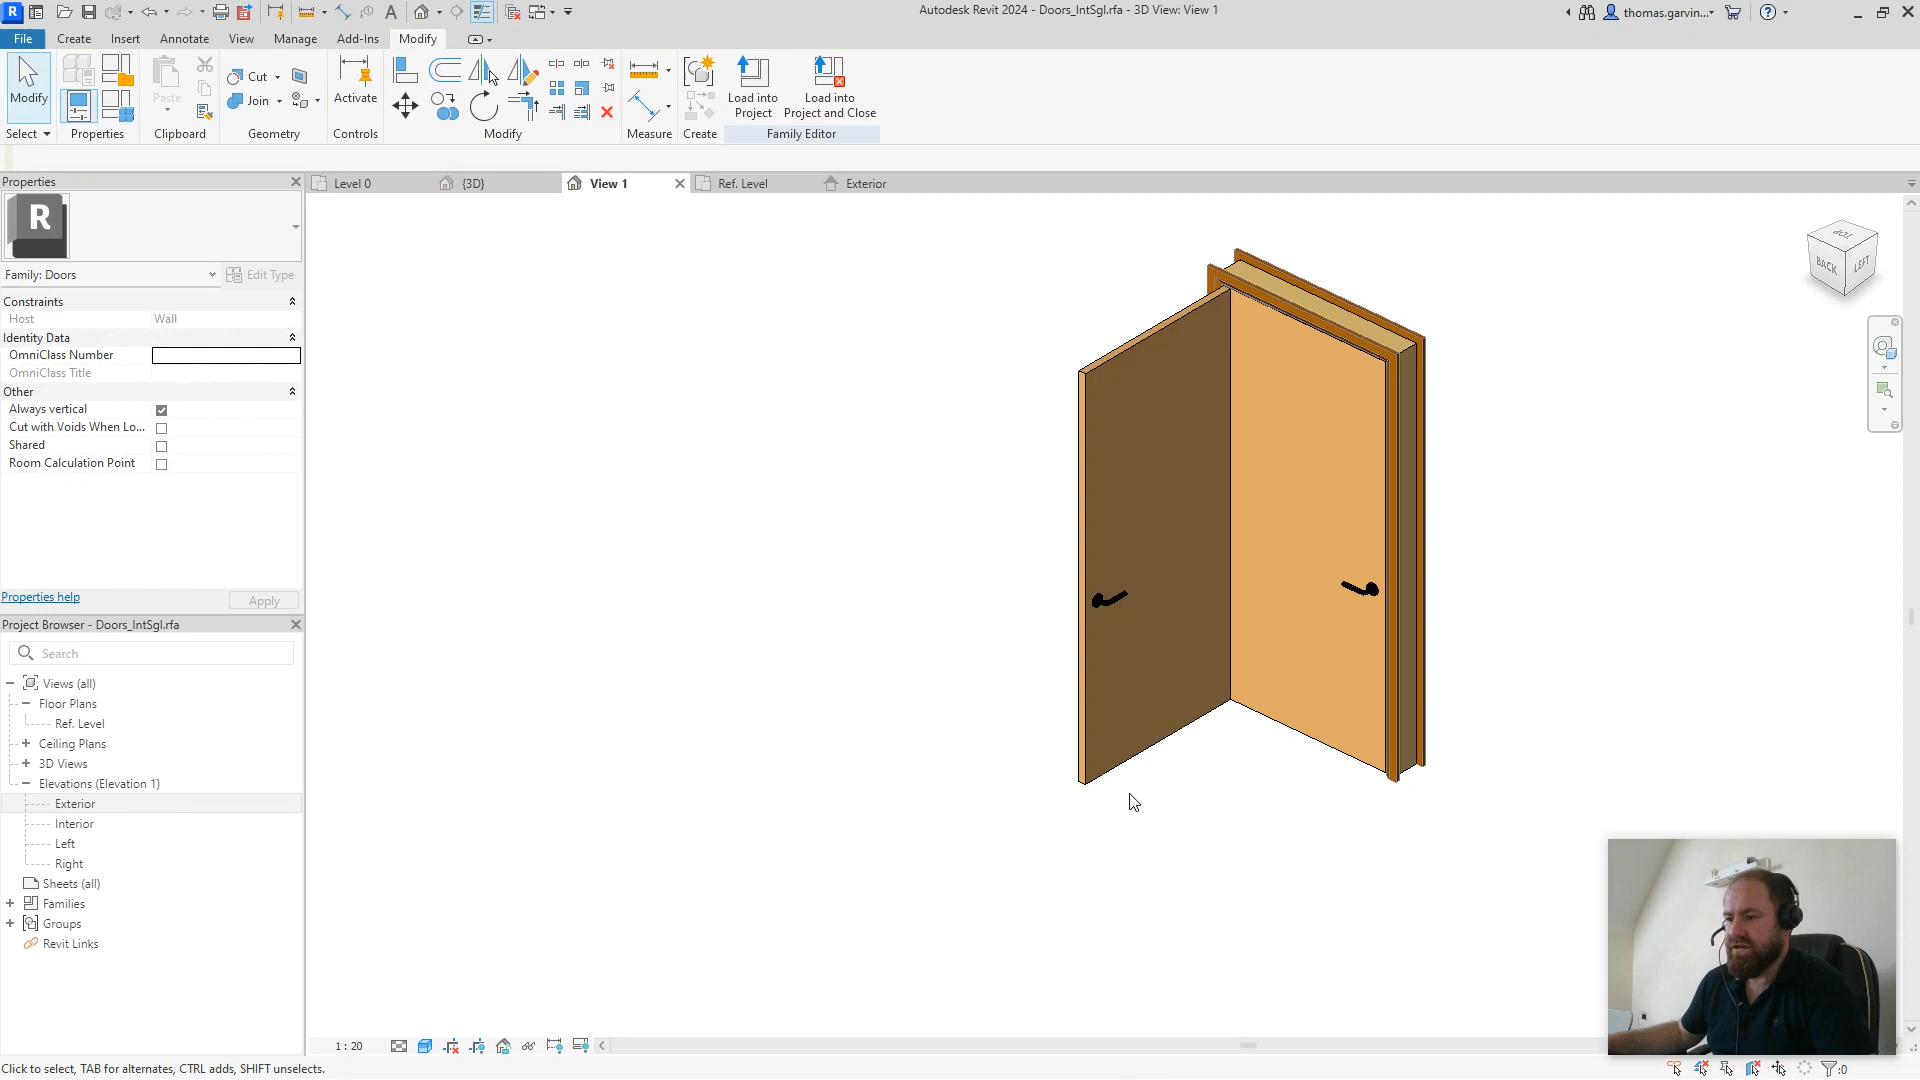 R
Autodesk Revit 2024 - Doors_IntSgl.rfa - 3D View: View 1
thomas.garvin...
File Create Insert Annotate View Manage Add-Ins Modify
Modify
Paste
Cut
Join
Activate
Load into
Project
Load into
Project and Close
Select Properties Clipboard Geometry Controls Modify Measure Create Family Editor
Properties
Level 0
{3D}
View 1
Ref. Level
Exterior
R
Family: Doors
Edit Type
Constraints
Host Wall
Identity Data
OmniClass Number
OmniClass Title
Other
Always vertical
Cut with Voids When Lo...
Shared
Room Calculation Point
Properties help
Apply
TOP
BACK
LEFT
Project Browser - Doors_IntSgl.rfa
Search
Views (all)
Floor Plans
Ref. Level
Ceiling Plans
3D Views
Elevations (Elevation 1)
Exterior
Interior
Left
Right
Sheets (all)
Families
Groups
Revit Links
1 : 20
Click to select, TAB for alternates, CTRL adds, SHIFT unselects.
:0